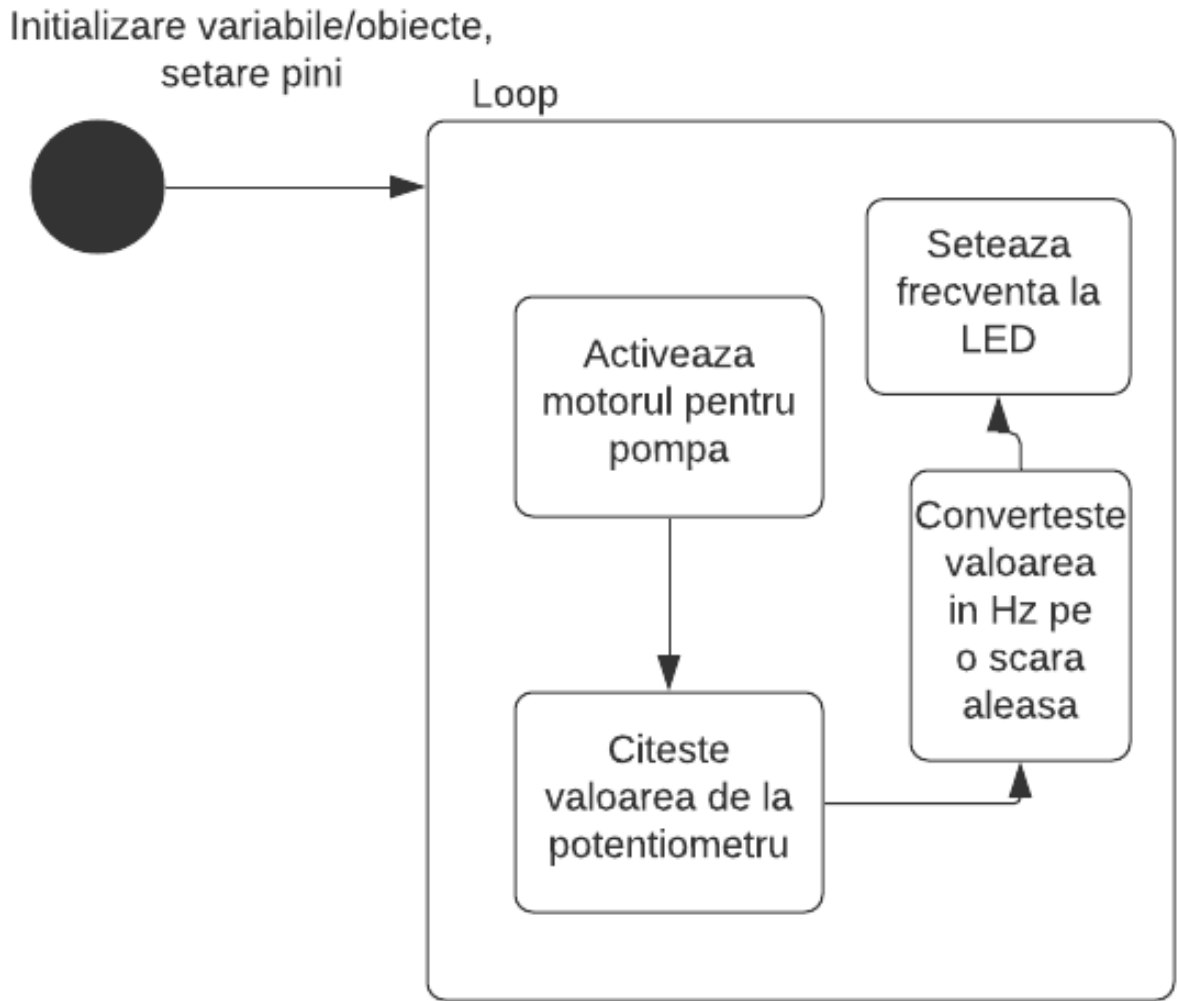 Initializare variabile/obiecte,
setare pini
Loop
Activeaza
motorul pentru
pompa
Citeste
valoarea de la
potentiometru
Converteste
valoarea
in Hz pe
o scara
aleasa
Seteaza
frecventa la
LED